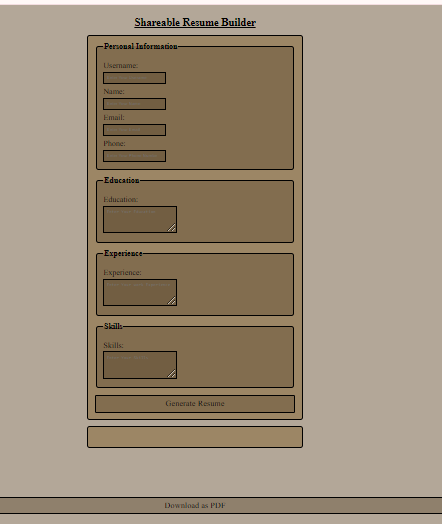 Shareable Resume Builder
Personal Information
Username:
Name:
Email:
Phone:
Education
Education:
Experience
Experience:
Skills
Skills:
Generate Resume
Download as PDF